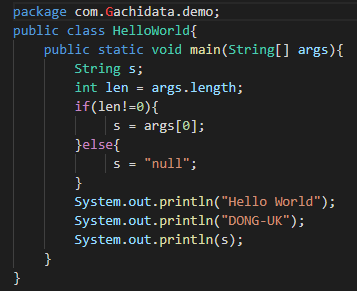 package com.Gachidata.demo;
public class HelloWorld{
    public static void main(String[] args){
        String s;
        int len = args.length;
        if(len!=0){
            s = args[0];
        }else{
            s = "null";
        }
        System.out.println("Hello World");
        System.out.println("DONG-UK");
        System.out.println(s);
    }
}